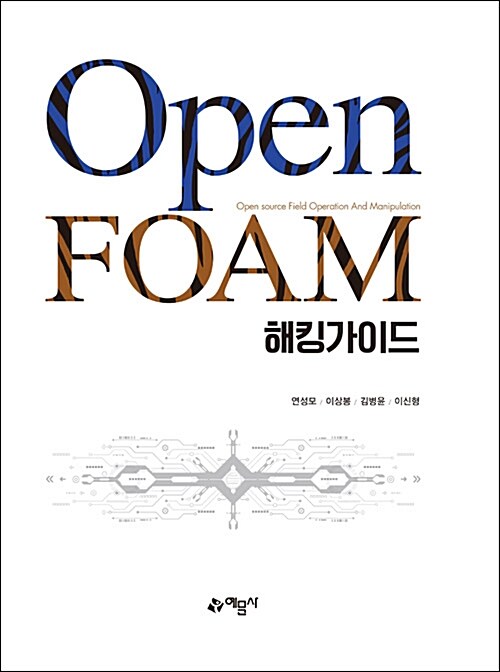 Open
Open source Field Operation And Manipulation
FOAM
해킹가이드
연성모 / 이상봉 / 김병윤 / 이신형
예문사